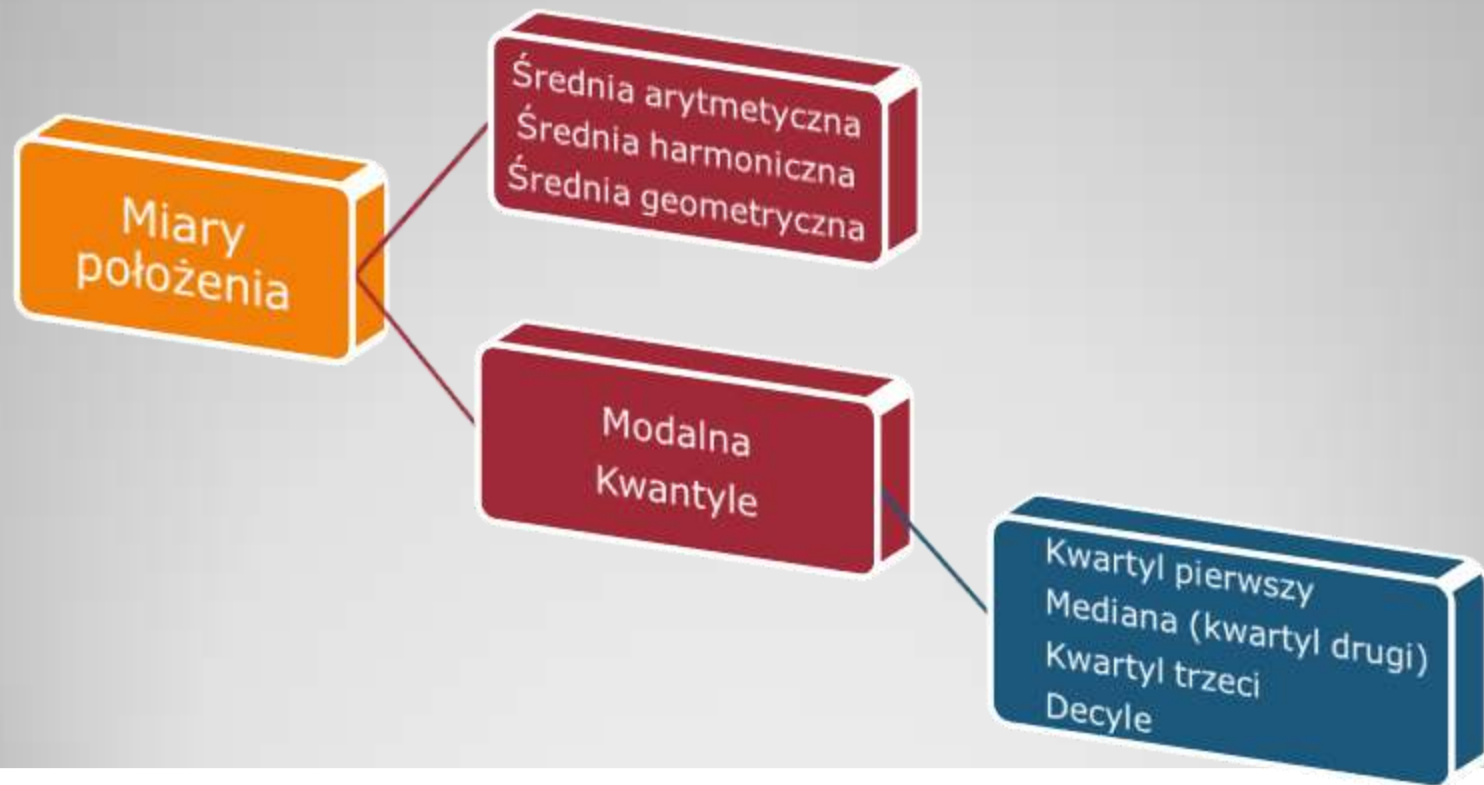 Miary
położenia
Średnia arytmetyczna
Średnia harmoniczna
Średnia geometryczna
Modalna
Kwantyle
Kwartyl pierwszy
Mediana (kwartyl drugi)
Kwartyl trzeci
Decyle